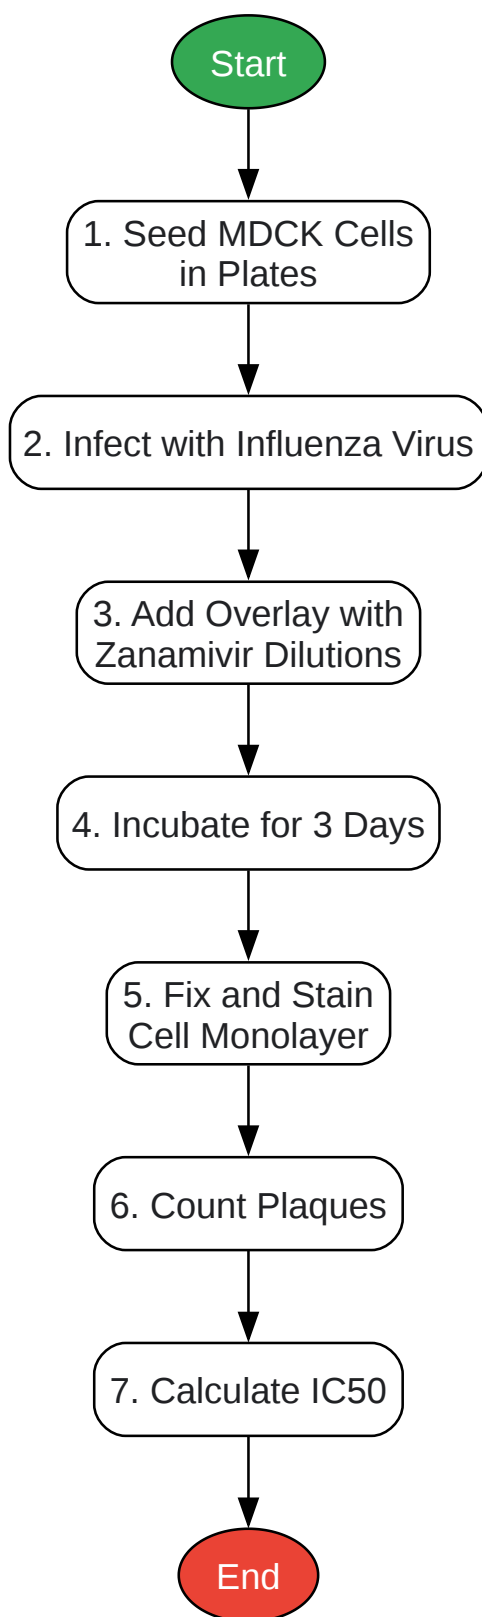 Start
1. Seed MDCK Cells
in Plates
2. Infect with Influenza Virus
3. Add Overlay with
Zanamivir Dilutions
4. Incubate for 3 Days
5. Fix and Stain
Cell Monolayer
6. Count Plaques
7. Calculate IC50
End